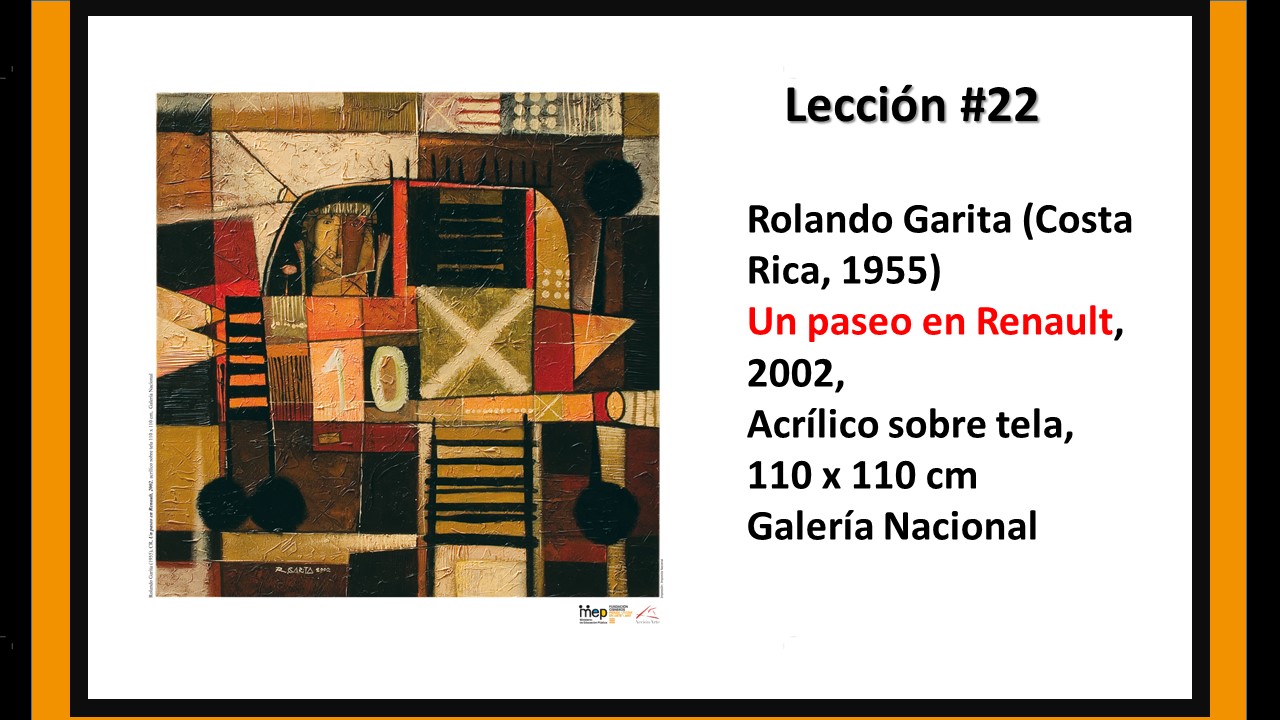 Lección #22
Rolando Garita (Costa
Rica, 1955)
Un paseo en Renault,
2002,
Acrílico sobre tela,
110 x 110 cm
Galería Nacional
10
R GARITA 2002
Rolando Garita (1955), CR, Un paseo en Renault, 2002, acrílico sobre tela 110 x 110 cm, Galería Nacional
mep